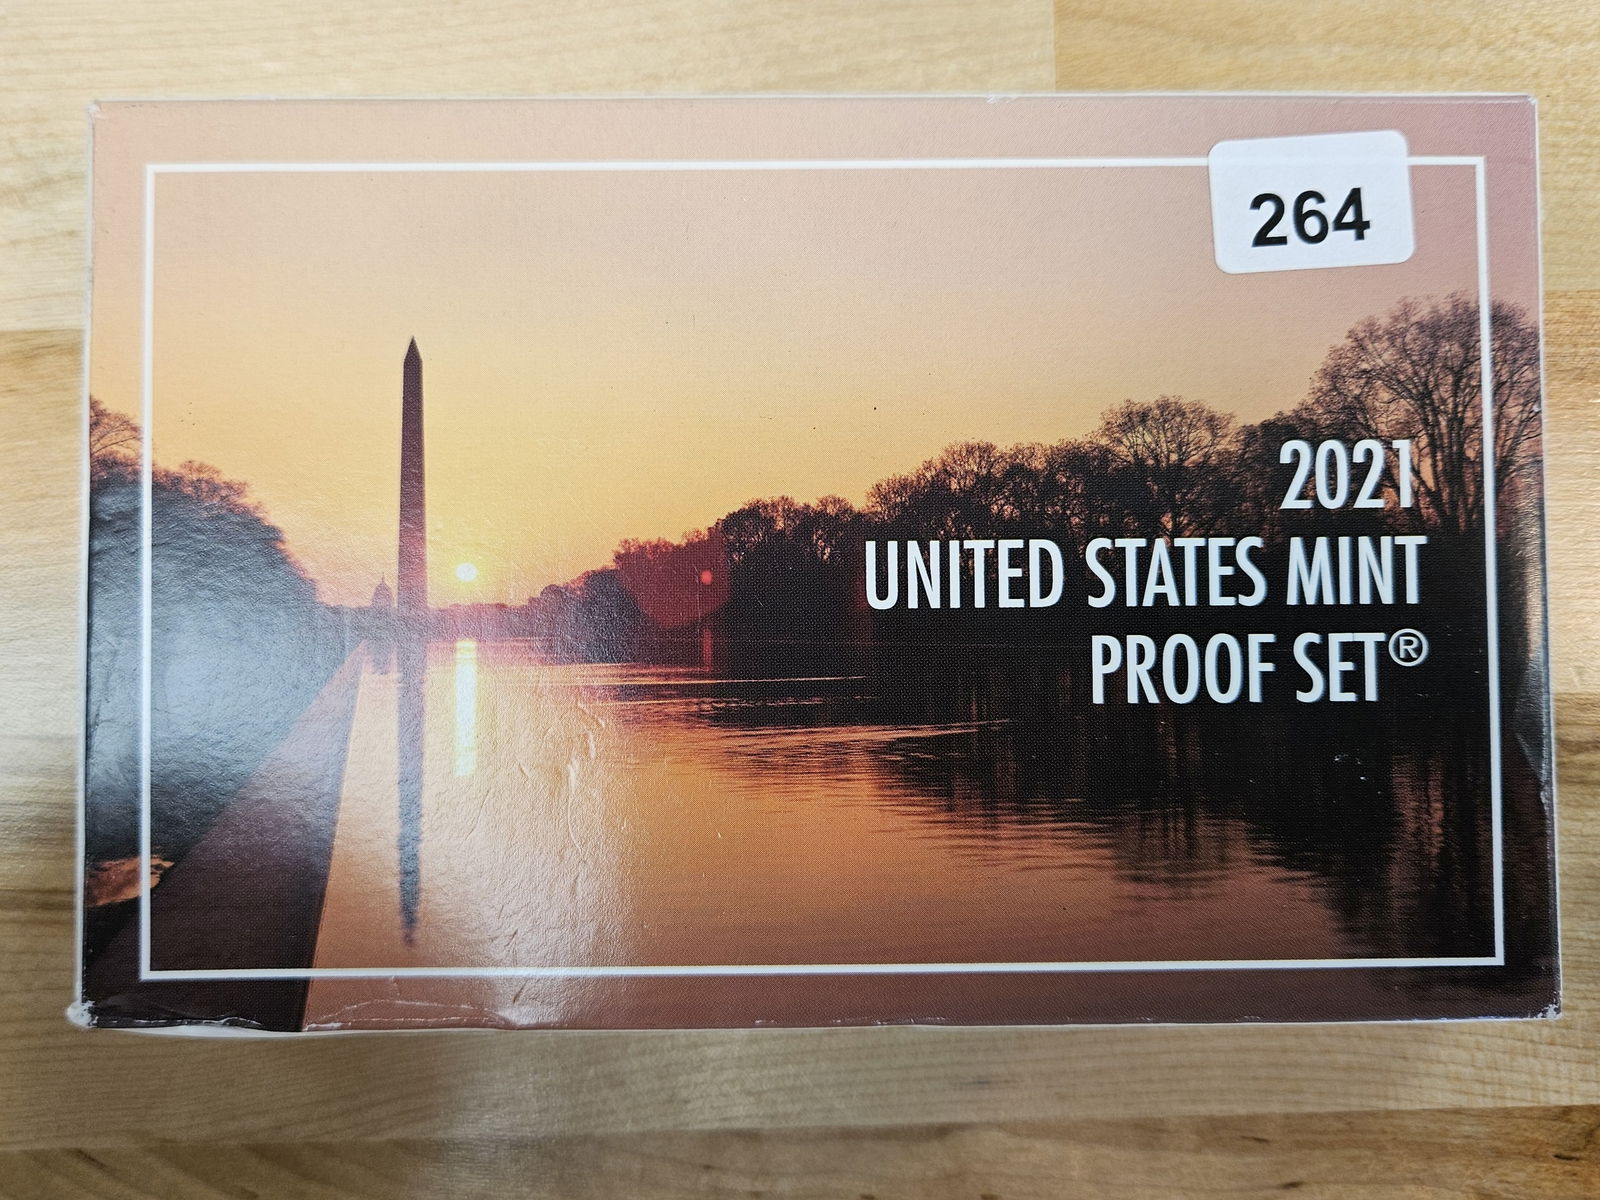 264
2021
UNITED STATES MINT
PROOF SET®